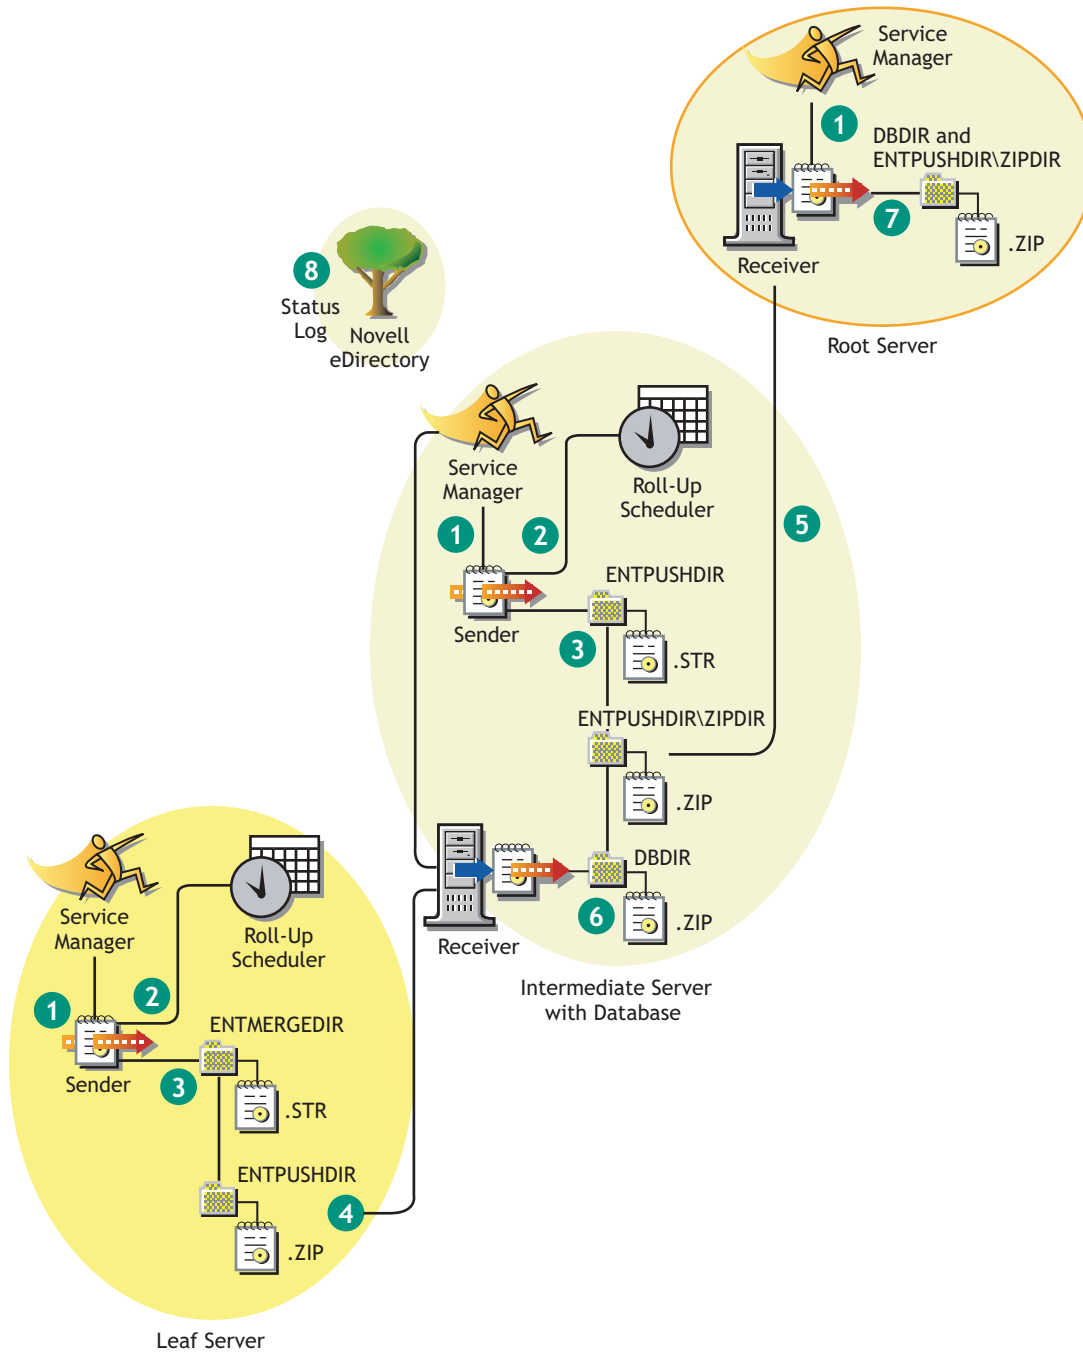 Service
Manager
1
DBDIR and
ENTPUSHDIR\ZIPDIR
7
.ZIP
Receiver
Root Server
8
Status
Log
Novell
eDirectory
Service
Manager
Roll-Up
Scheduler
1
2
5
ENTPUSHDIR
Sender
3
.STR
ENTPUSHDIR\ZIPDIR
.ZIP
DBDIR
6
.ZIP
Receiver
Intermediate Server
with Database
Service
Manager
Roll-Up
Scheduler
1
2
ENTMERGEDIR
Sender
3
.STR
ENTPUSHDIR
4
.ZIP
Leaf Server